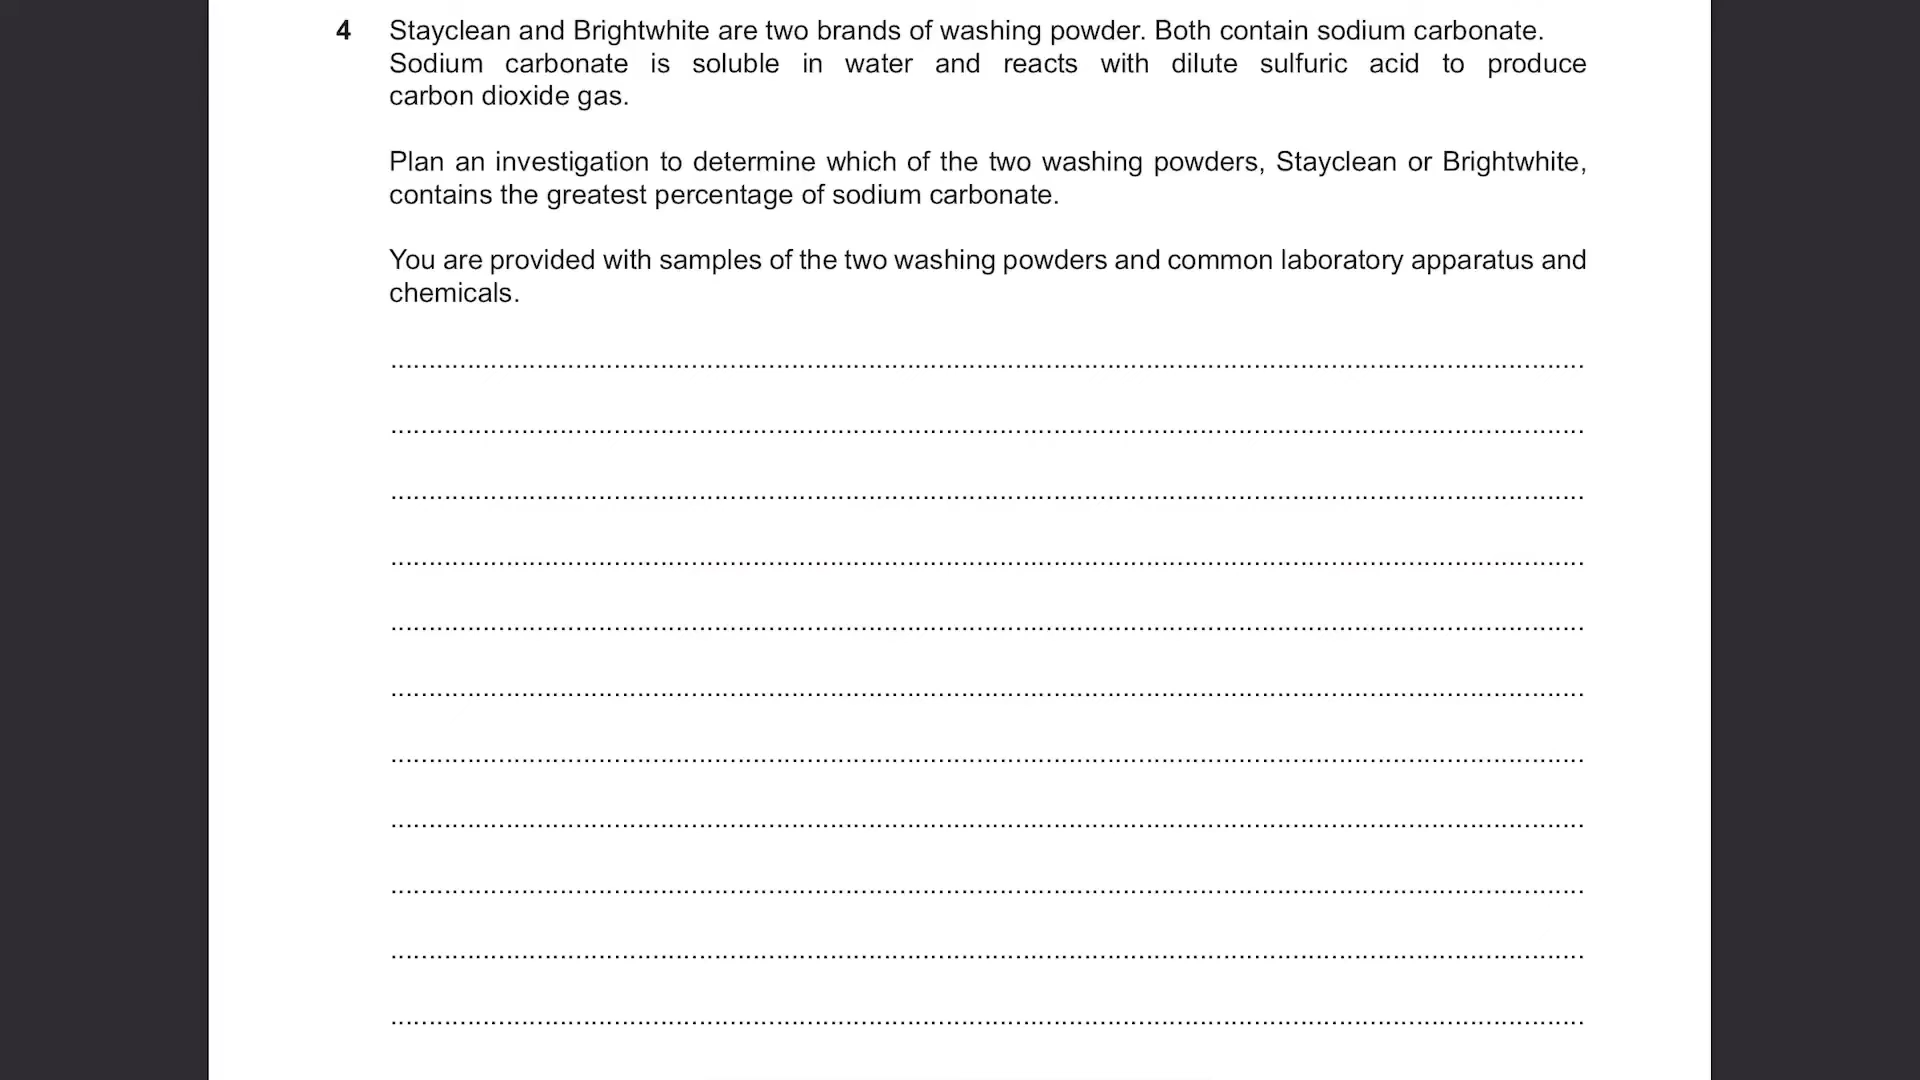 4 Stayclean and Brightwhite are two brands of washing powder. Both contain sodium carbonate.
Sodium carbonate is soluble in water and reacts with dilute sulfuric acid to produce
carbon dioxide gas.
Plan an investigation to determine which of the two washing powders, Stayclean or Brightwhite,
contains the greatest percentage of sodium carbonate.
You are provided with samples of the two washing powders and common laboratory apparatus and
chemicals.